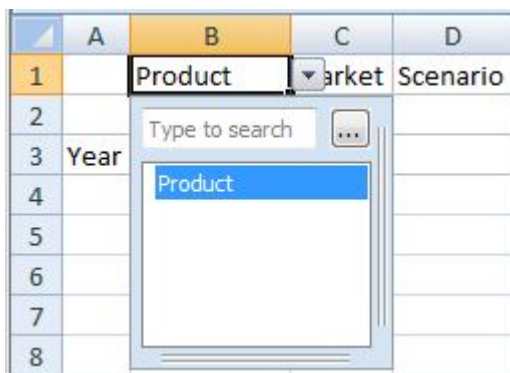 A B C D
1 Product arket Scenario
2 Type to search ...
3 Year
Product
4
5
6
7
8